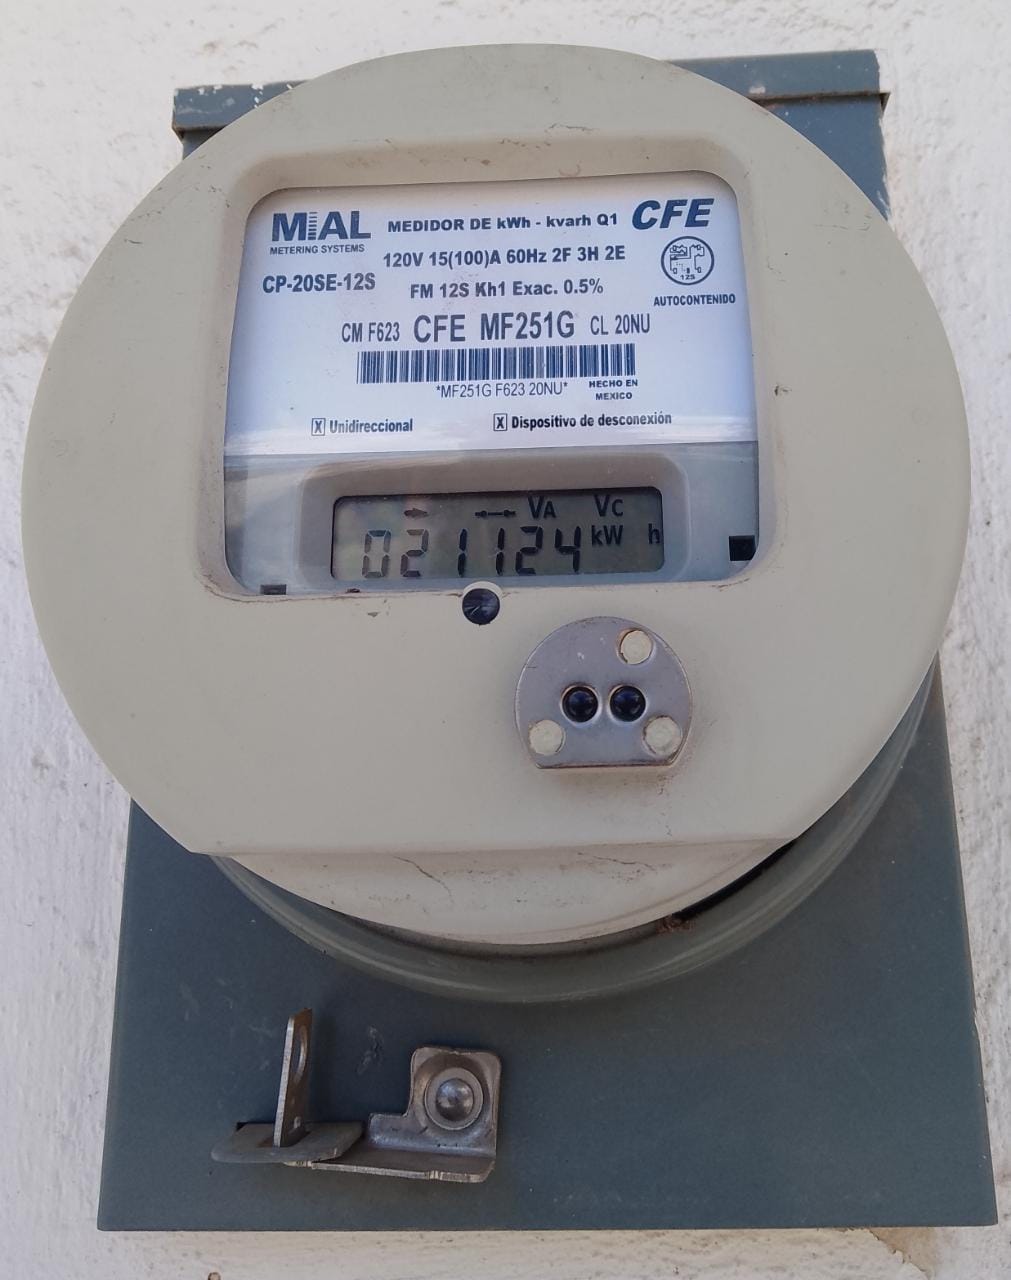 MIAL
METERING SYSTEMS
MEDIDOR DE kWh - kvarh Q1
CFE
120V 15(100)A 60Hz 2F 3H 2E
CP-20SE-12S
FM 12S Kh1 Exac. 0.5%
12S
AUTOCONTENIDO
CM F623 CFE MF251G CL 20NU
*MF251G F623 20NU*
HECHO EN
MEXICO
X Unidireccional
X Dispositivo de desconexión
VA VC
021124 kW h